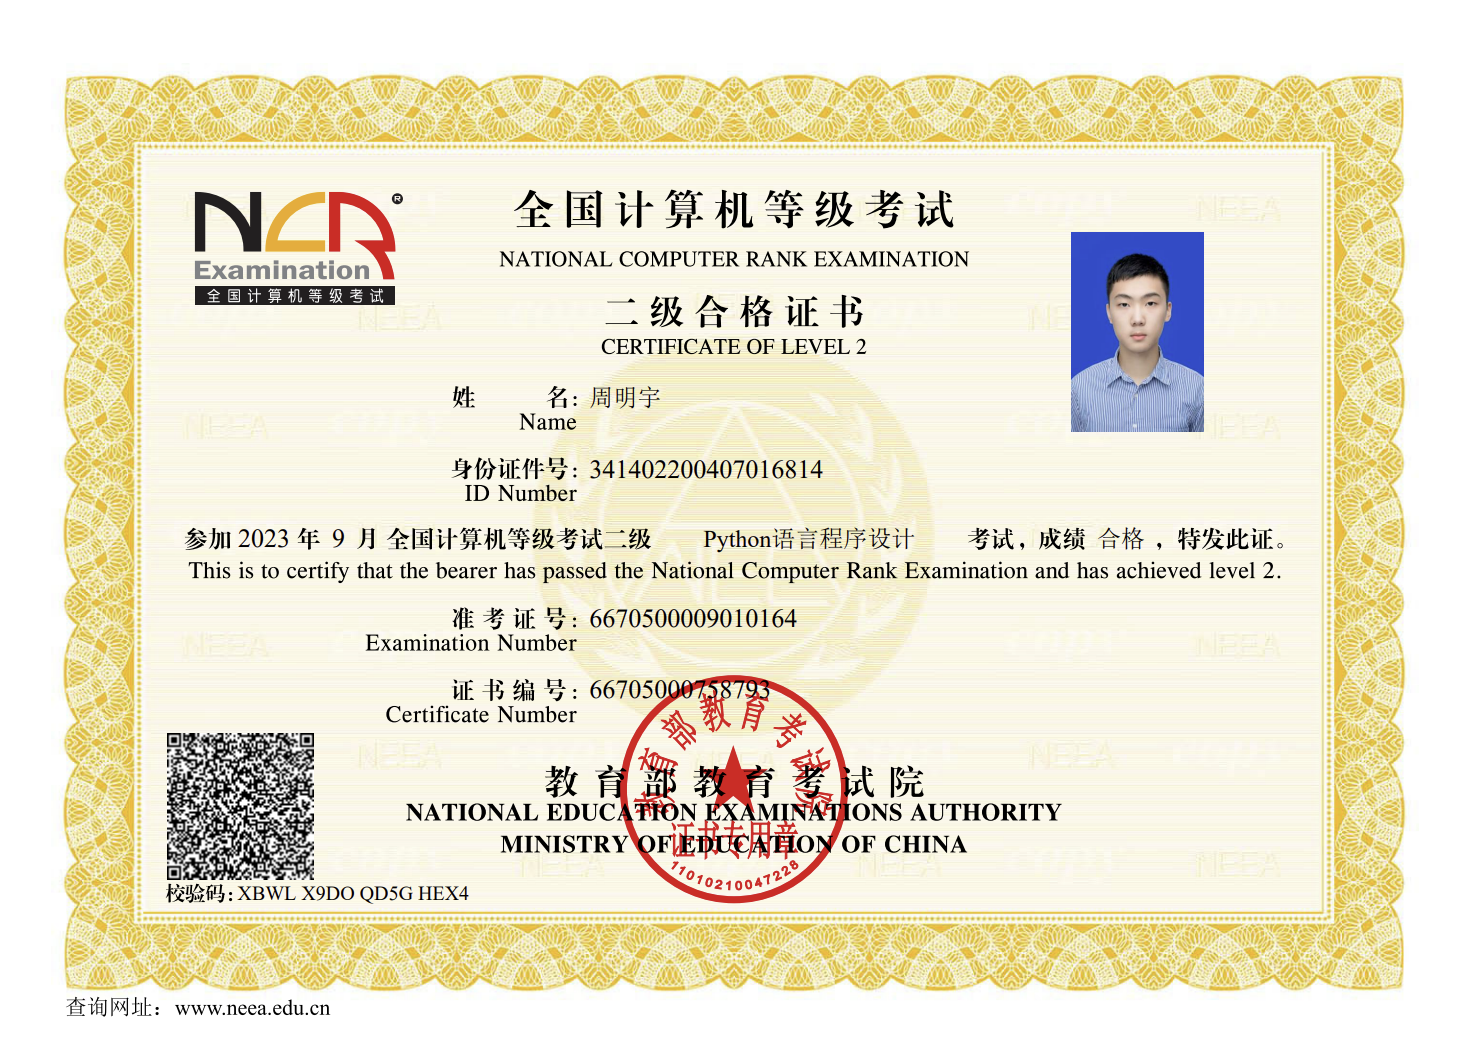 NCR®
Examination
全国计算机等级考试
全国计算机等级考试
NATIONAL COMPUTER RANK EXAMINATION
二级合格证书
CERTIFICATE OF LEVEL 2
姓 名：周明宇
Name
身份证件号：341402200407016814
ID Number
参加 2023 年 9 月 全国计算机等级考试二级 Python语言程序设计 考试，成绩 合格 ，特发此证。
This is to certify that the bearer has passed the National Computer Rank Examination and has achieved level 2.
准考证号：6670500009010164
Examination Number
证书编号：66705000758793
Certificate Number
教育部教育考试院
NATIONAL EDUCATION EXAMINATIONS AUTHORITY
MINISTRY OF EDUCATION OF CHINA
教育部教育考试院
证书专用章
11010210047228
校验码：XBWL X9DO QD5G HEX4
查询网址：www.neea.edu.cn